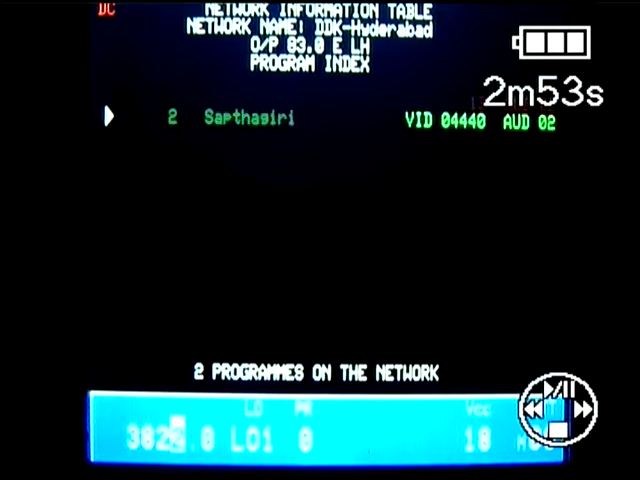 DC NETWORK INFORMATION TABLE
NETWORK NAME: DDK-Hyderabad
O/P 83.0 E LH
PROGRAM INDEX
2m53s
2 Sapthagiri VID 04440 AUD 02
2 PROGRAMMES ON THE NETWORK
LO PR Vcc
.0 LO1 0 18